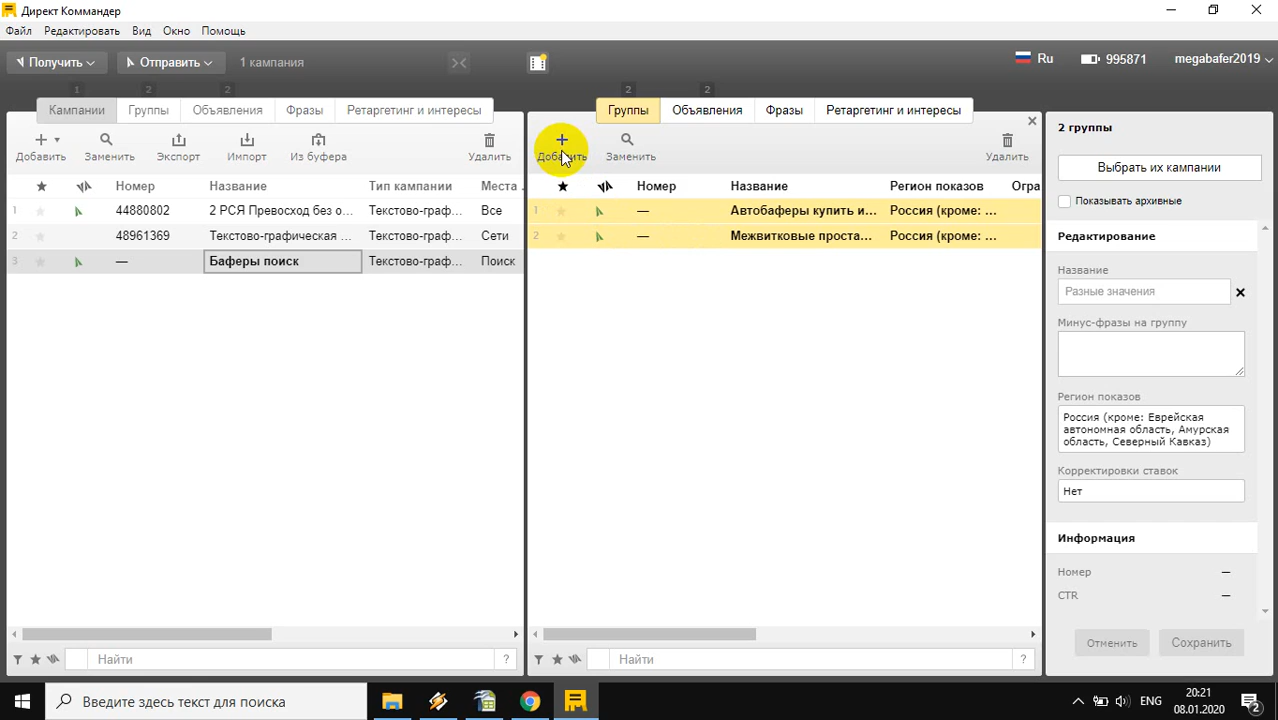 Директ Коммандер
Файл Редактировать Вид Окно Помощь
Получить Отправить 1 кампания Ru 995871 megabafer2019
1 2 2 2 2
Кампании Группы Объявления Фразы Ретаргетинг и интересы
Группы Объявления Фразы Ретаргетинг и интересы
Добавить Заменить Экспорт Импорт Из буфера Удалить
Добавить Заменить Удалить
Номер Название Тип кампании Места ...
1 44880802 2 РСЯ Превосход без о... Текстово-граф... Все
2 48961369 Текстово-графическая ... Текстово-граф... Сети
3 — Баферы поиск Текстово-граф... Поиск
Номер Название Регион показов Огра
1 — Автобаферы купить и... Россия (кроме: ...
2 — Межвитковые проста... Россия (кроме: ...
2 группы
Выбрать их кампании
Показывать архивные
Редактирование
Название
Разные значения
Минус-фразы на группу
Регион показов
Россия (кроме: Еврейская
автономная область, Амурская
область, Северный Кавказ)
Корректировки ставок
Нет
Информация
Номер —
CTR —
Отменить Сохранить
Найти ?
Найти ?
Введите здесь текст для поиска
ENG
20:21
08.01.2020
2